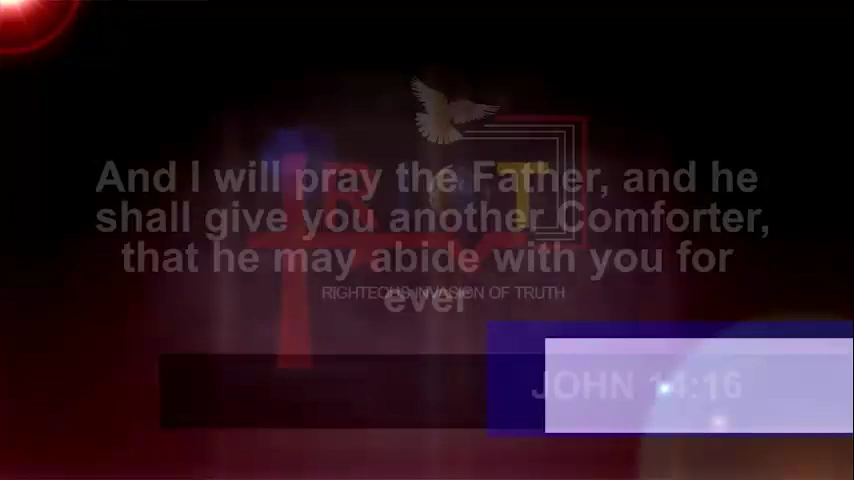 And I will pray the Father, and he
shall give you another Comforter,
that he may abide with you for
ever
RIGHTEOUS INVASION OF TRUTH
JOHN 14:16